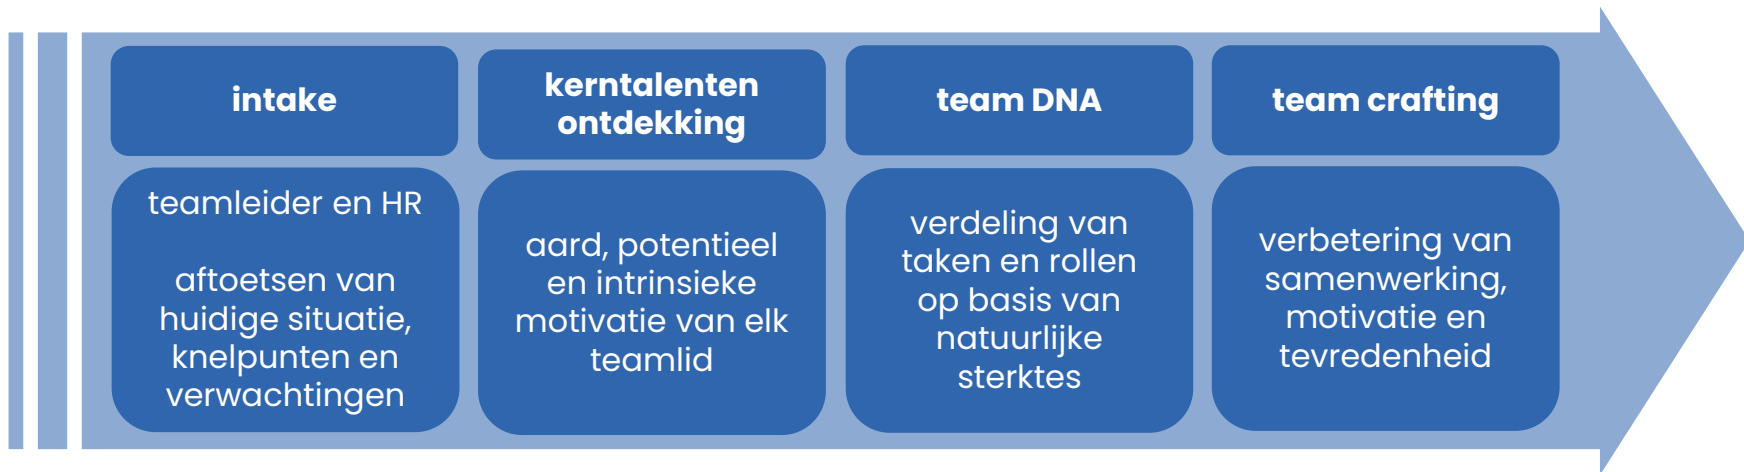 intake
teamleider en HR
aftoetsen van
huidige situatie,
knelpunten en
verwachtingen
kerntalenten
ontdekking
aard, potentieel
en intrinsieke
motivatie van elk
teamlid
team DNA
verdeling van
taken en rollen
op basis van
natuurlijke
sterktes
team crafting
verbetering van
samenwerking,
motivatie en
tevredenheid